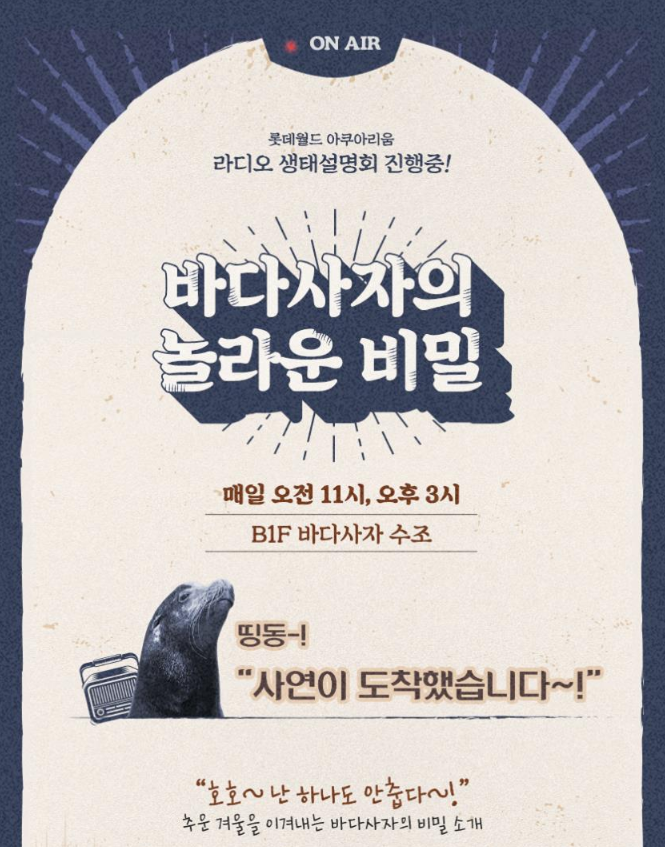 ON AIR
롯데월드 아쿠아리움
라디오 생태설명회 진행중!
바다사자의
놀라운 비밀
매일 오전 11시, 오후 3시
B1F 바다사자 수조
띵동-!
“사연이 도착했습니다~!”
“호호~ 난 하나도 안춥다~!”
추운 겨울을 이겨내는 바다사자의 비밀 소개